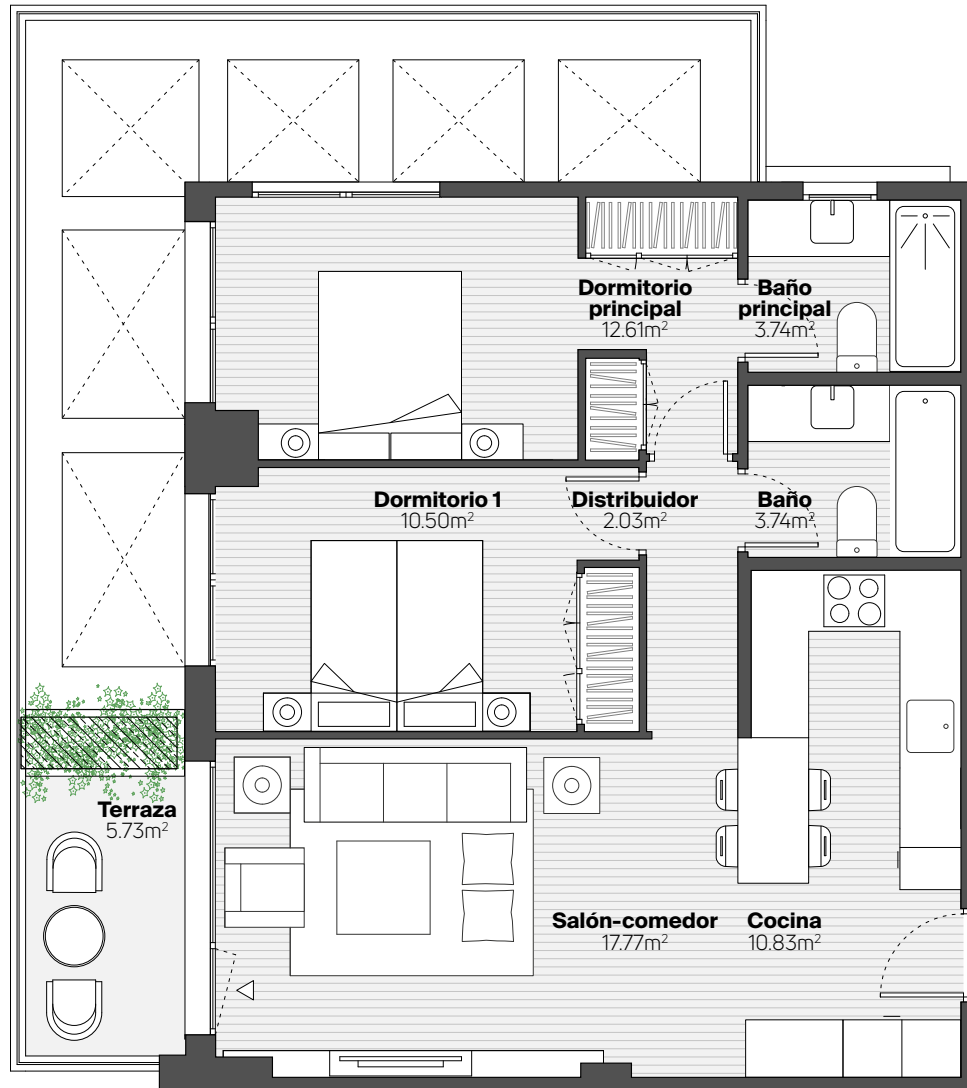 Dormitorio
principal
12.61m²
Baño
principal
3.74m²
Dormitorio 1
10.50m²
Distribuidor
2.03m²
Baño
3.74m²
Terraza
5.73m²
Salón-comedor
17.77m²
Cocina
10.83m²